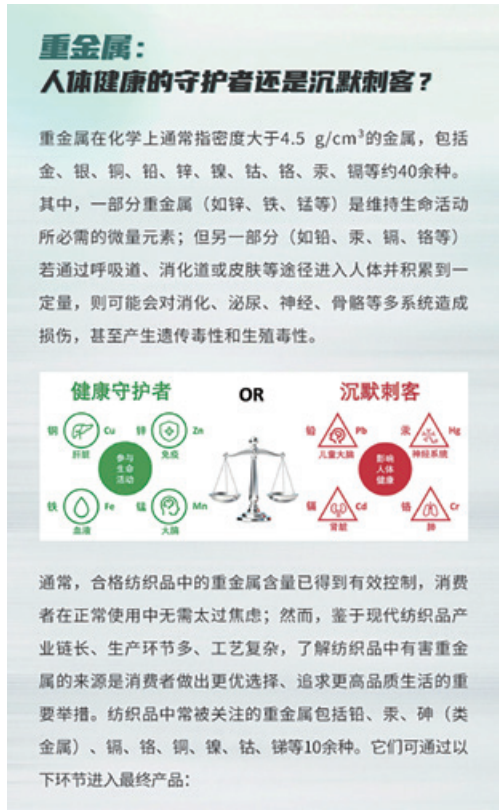 重金属：
人体健康的守护者还是沉默刺客？
重金属在化学上通常指密度大于4.5 g/cm³的金属，包括
金、银、铜、铅、锌、镍、钴、铬、汞、镉等约40余种。
其中，一部分重金属（如锌、铁、锰等）是维持生命活动
所必需的微量元素；但另一部分（如铅、汞、镉、铬等）
若通过呼吸道、消化道或皮肤等途径进入人体并积累到一
定量，则可能会对消化、泌尿、神经、骨骼等多系统造成
损伤，甚至产生遗传毒性和生殖毒性。
健康守护者
OR
沉默刺客
铜 Cu
肝脏
锌 Zn
免疫
参与
生命
活动
铁 Fe
血液
锰 Mn
大脑
铅 Pb
儿童大脑
汞 Hg
神经系统
影响
人体
健康
镉 Cd
肾脏
铬 Cr
肺
通常，合格纺织品中的重金属含量已得到有效控制，消费
者在正常使用中无需太过焦虑；然而，鉴于现代纺织品产
业链长、生产环节多、工艺复杂，了解纺织品中有害重金
属的来源是消费者做出更优选择、追求更高品质生活的重
要举措。纺织品中常被关注的重金属包括铅、汞、砷（类
金属）、镉、铬、铜、镍、钴、锑等10余种。它们可通过以
下环节进入最终产品：